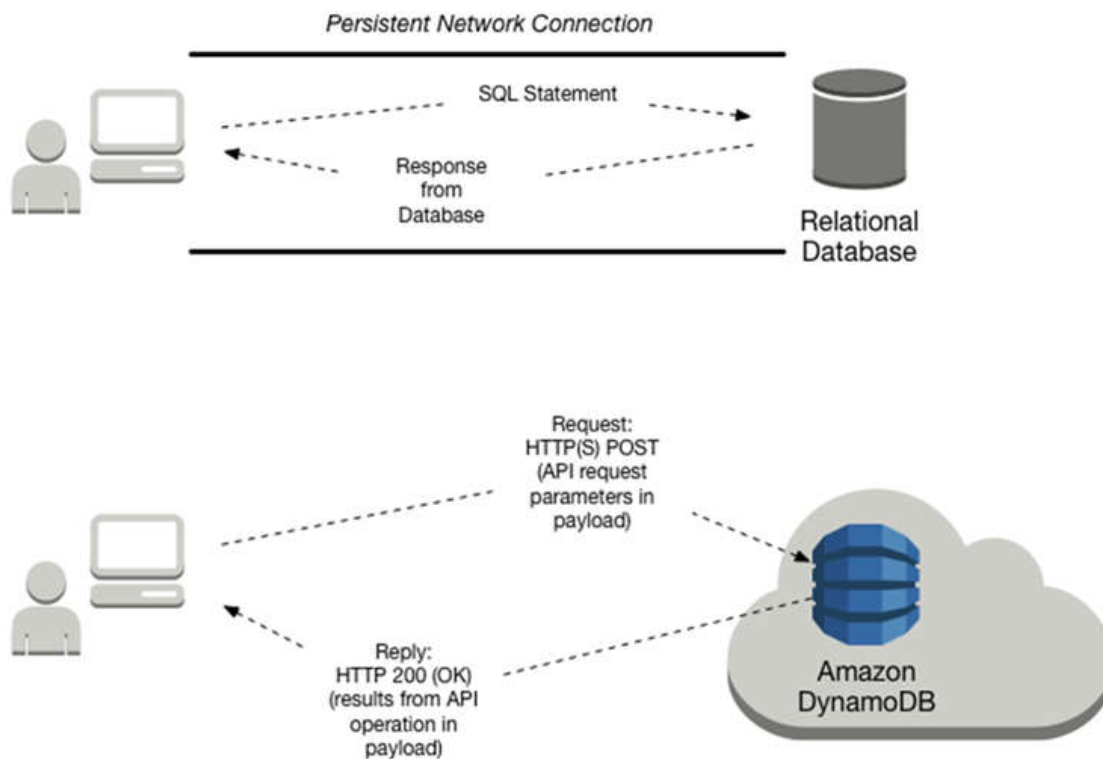 Persistent Network Connection
SQL Statement
Response
from
Database
Relational
Database
Request:
HTTP(S) POST
(API request
parameters in
payload)
Reply:
HTTP 200 (OK)
(results from API
operation in
payload)
Amazon
DynamoDB